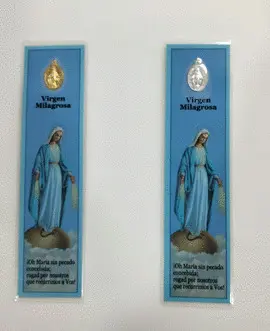 Virgen
Milagrosa
¡Oh María sin pecado
concebida,
rogad por nosotros
que recurrimos a Vos!
Virgen
Milagrosa
¡Oh María sin pecado
concebida,
rogad por nosotros
que recurrimos a Vos!